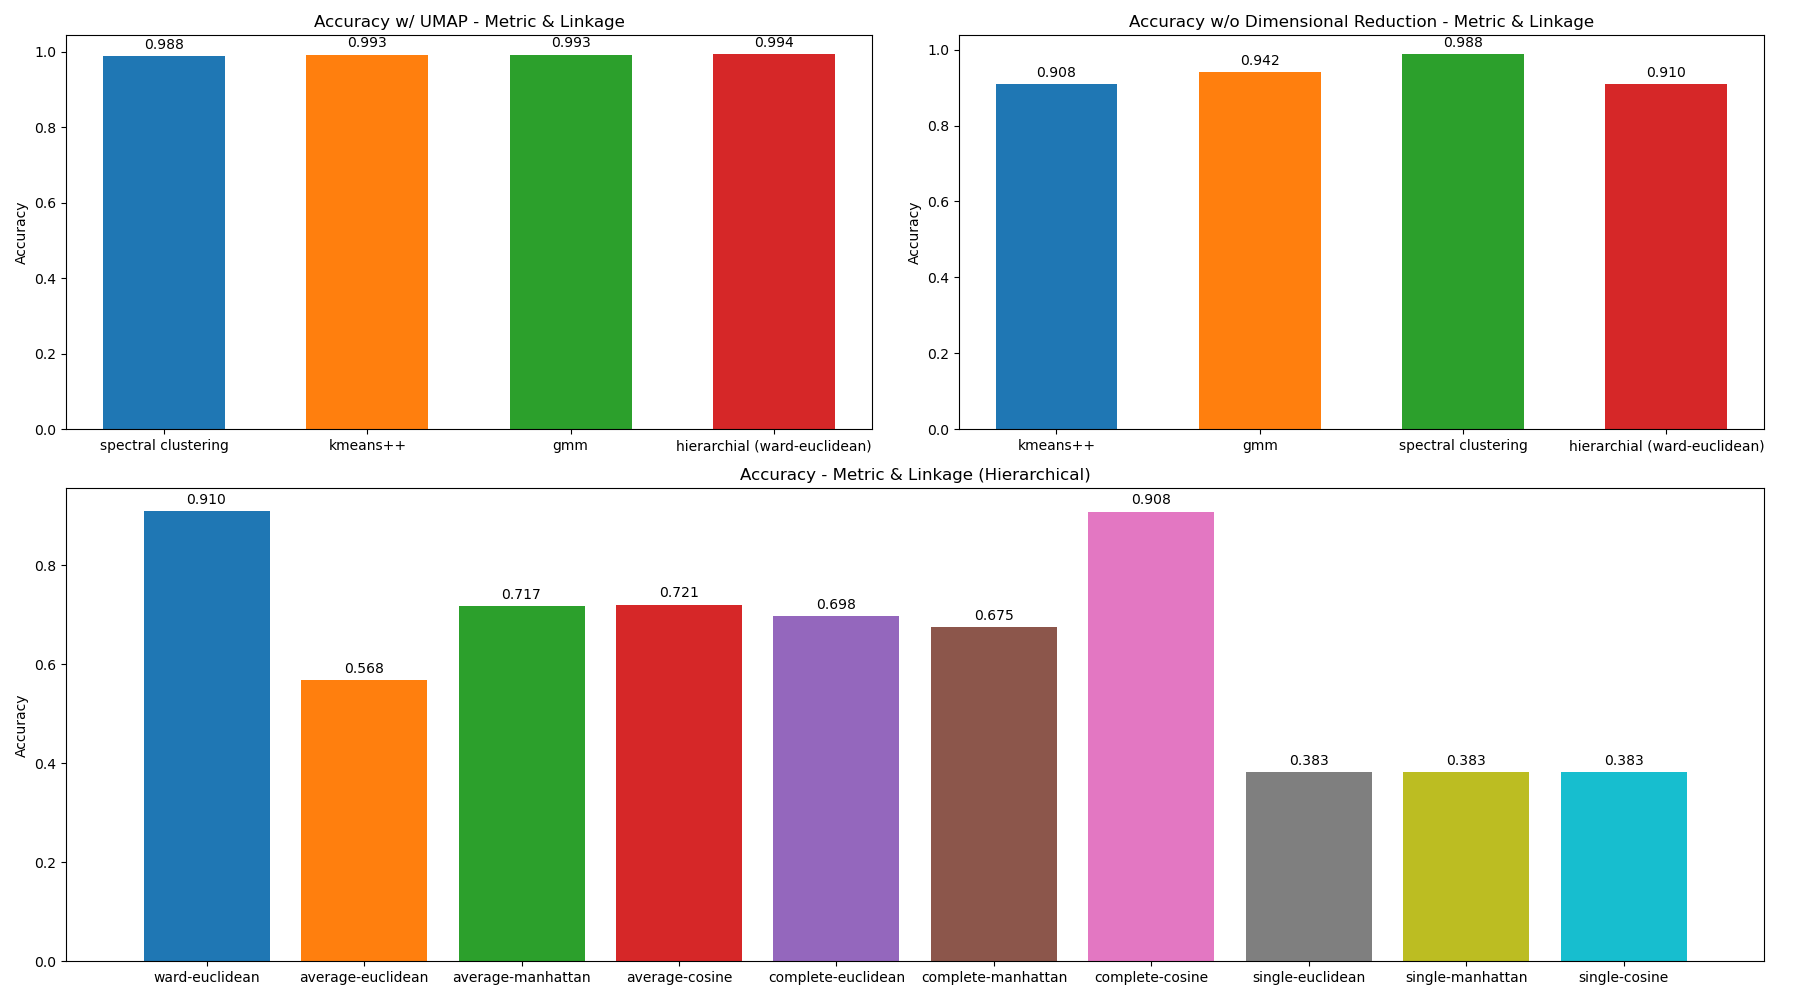 Accuracy w/ UMAP - Metric & Linkage
Accuracy
1.0
0.8
0.6
0.4
0.2
0.0
0.988
0.993
0.993
0.994
spectral clustering
kmeans++
gmm
hierarchial (ward-euclidean)
Accuracy w/o Dimensional Reduction - Metric & Linkage
Accuracy
1.0
0.8
0.6
0.4
0.2
0.0
0.908
0.942
0.988
0.910
kmeans++
gmm
spectral clustering
hierarchial (ward-euclidean)
Accuracy - Metric & Linkage (Hierarchical)
Accuracy
0.8
0.6
0.4
0.2
0.0
0.910
0.568
0.717
0.721
0.698
0.675
0.908
0.383
0.383
0.383
ward-euclidean
average-euclidean
average-manhattan
average-cosine
complete-euclidean
complete-manhattan
complete-cosine
single-euclidean
single-manhattan
single-cosine